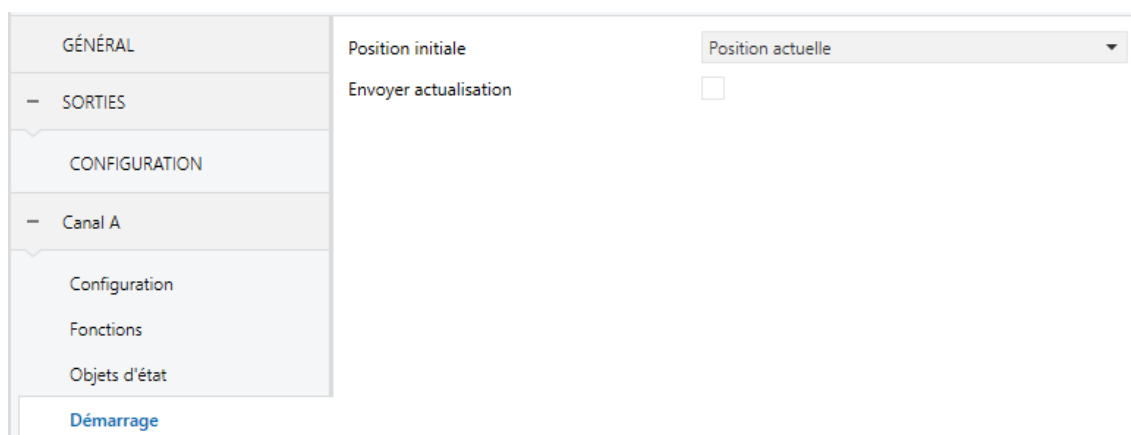 GÉNÉRAL
SORTIES
CONFIGURATION
Canal A
Configuration
Fonctions
Objets d'état
Démarrage
Position initiale
Position actuelle
Envoyer actualisation